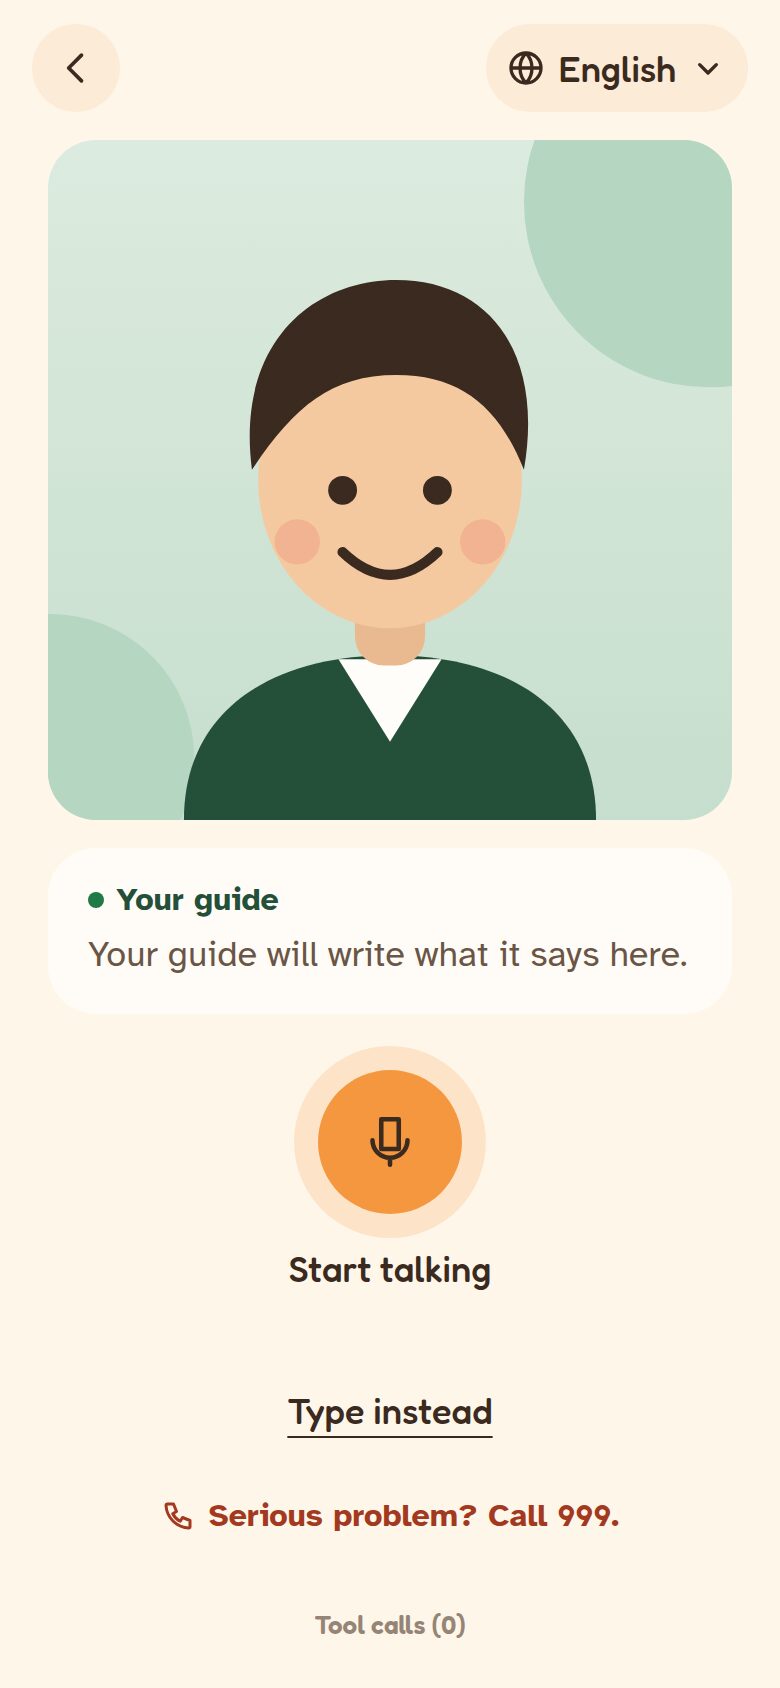 English
Your guide
Your guide will write what it says here.
Start talking
Type instead
Serious problem? Call 999.
Tool calls (0)